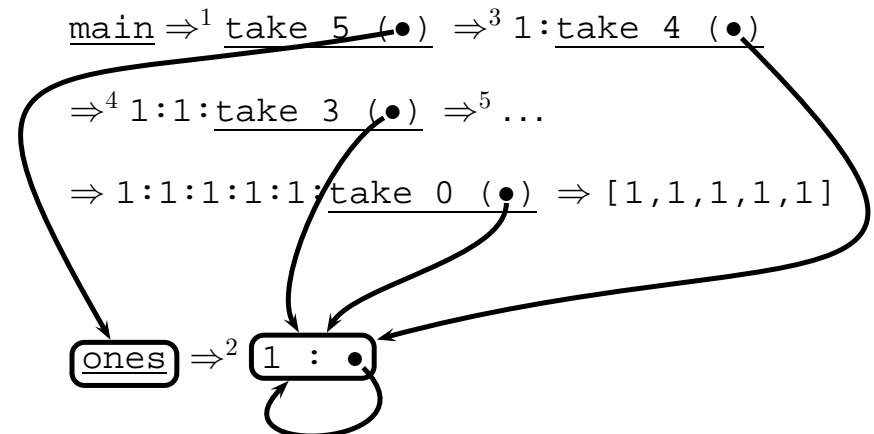 main ⇒¹ take 5 (•) ⇒³ 1:take 4 (•)
⇒⁴ 1:1:take 3 (•) ⇒⁵ ...
⇒ 1:1:1:1:1:take 0 (•) ⇒ [1,1,1,1,1]
ones ⇒² 1 : •